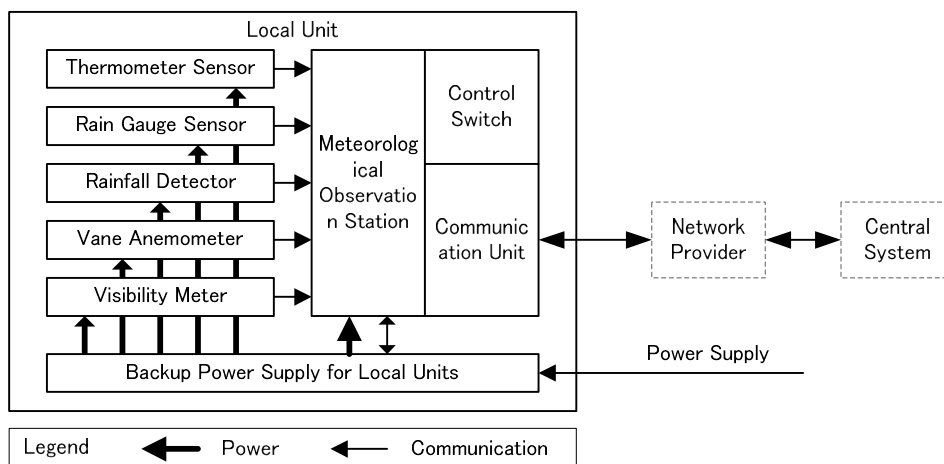 Local Unit
Thermometer Sensor
Rain Gauge Sensor
Rainfall Detector
Vane Anemometer
Visibility Meter
Meteorolog
ical
Observatio
n Station
Control
Switch
Communic
ation Unit
Network
Provider
Central
System
Power Supply
Backup Power Supply for Local Units
Legend
Power
Communication